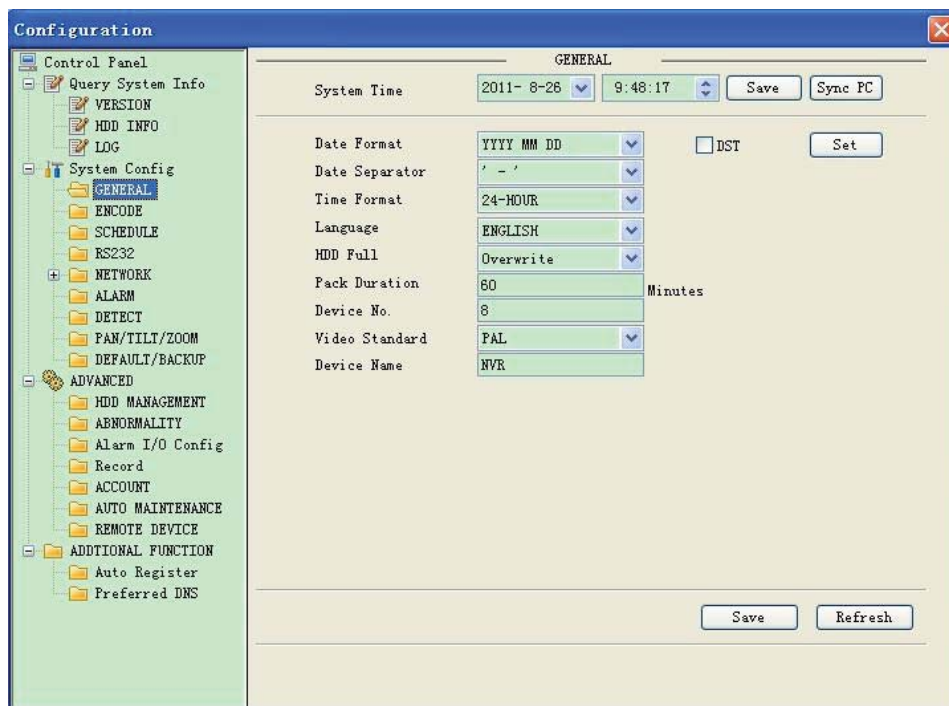 Configuration
Control Panel
Query System Info
VERSION
HDD INFO
LOG
System Config
GENERAL
ENCODE
SCHEDULE
RS232
NETWORK
ALARM
DETECT
PAN/TILT/ZOOM
DEFAULT/BACKUP
ADVANCED
HDD MANAGEMENT
ABNORMALITY
Alarm I/O Config
Record
ACCOUNT
AUTO MAINTENANCE
REMOTE DEVICE
ADDTIONAL FUNCTION
Auto Register
Preferred DNS
GENERAL
System Time 2011- 8-26 9:48:17 Save Sync PC
Date Format YYYY MM DD DST Set
Date Separator ' - '
Time Format 24-HOUR
Language ENGLISH
HDD Full Overwrite
Pack Duration 60 Minutes
Device No. 8
Video Standard PAL
Device Name NVR
Save Refresh